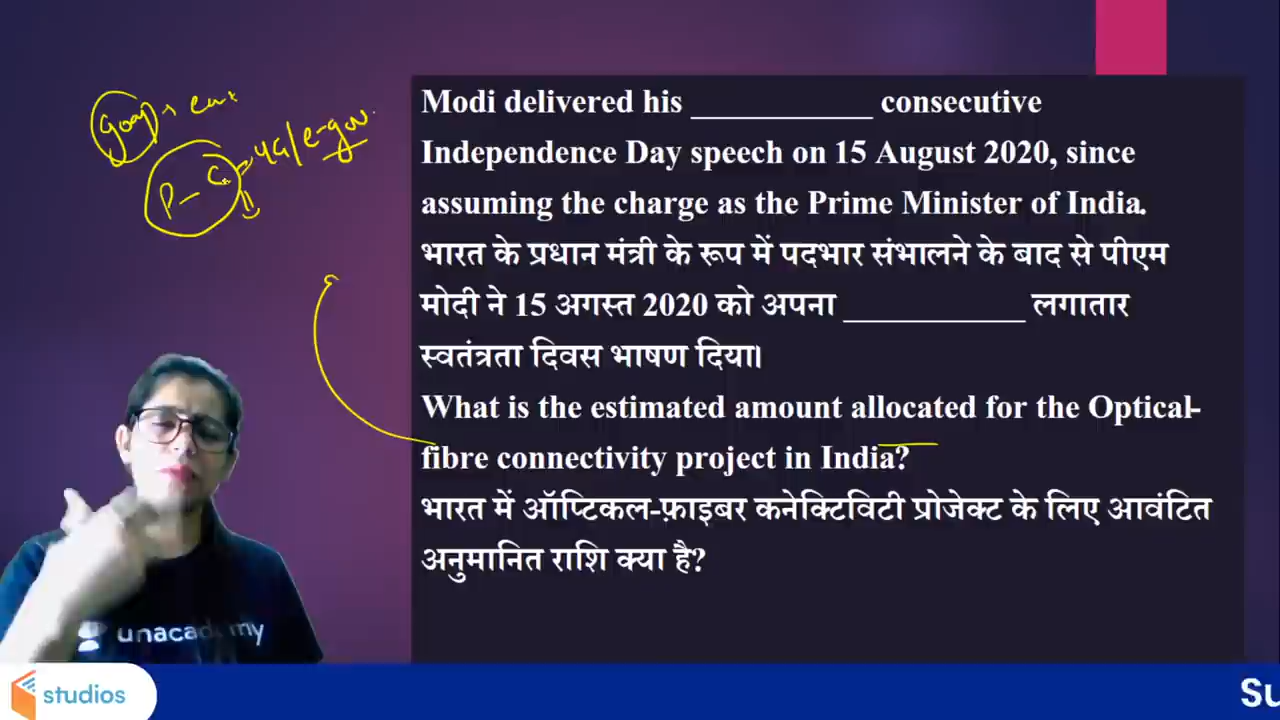 Modi delivered his ____________ consecutive
Independence Day speech on 15 August 2020, since
assuming the charge as the Prime Minister of India.
भारत के प्रधान मंत्री के रूप में पदभार संभालने के बाद से पीएम
मोदी ने 15 अगस्त 2020 को अपना ____________ लगातार
स्वतंत्रता दिवस भाषण दिया।
What is the estimated amount allocated for the Optical-
fibre connectivity project in India?
भारत में ऑप्टिकल-फ़ाइबर कनेक्टिविटी प्रोजेक्ट के लिए आवंटित
अनुमानित राशि क्या है?
unacademy
studios
Su